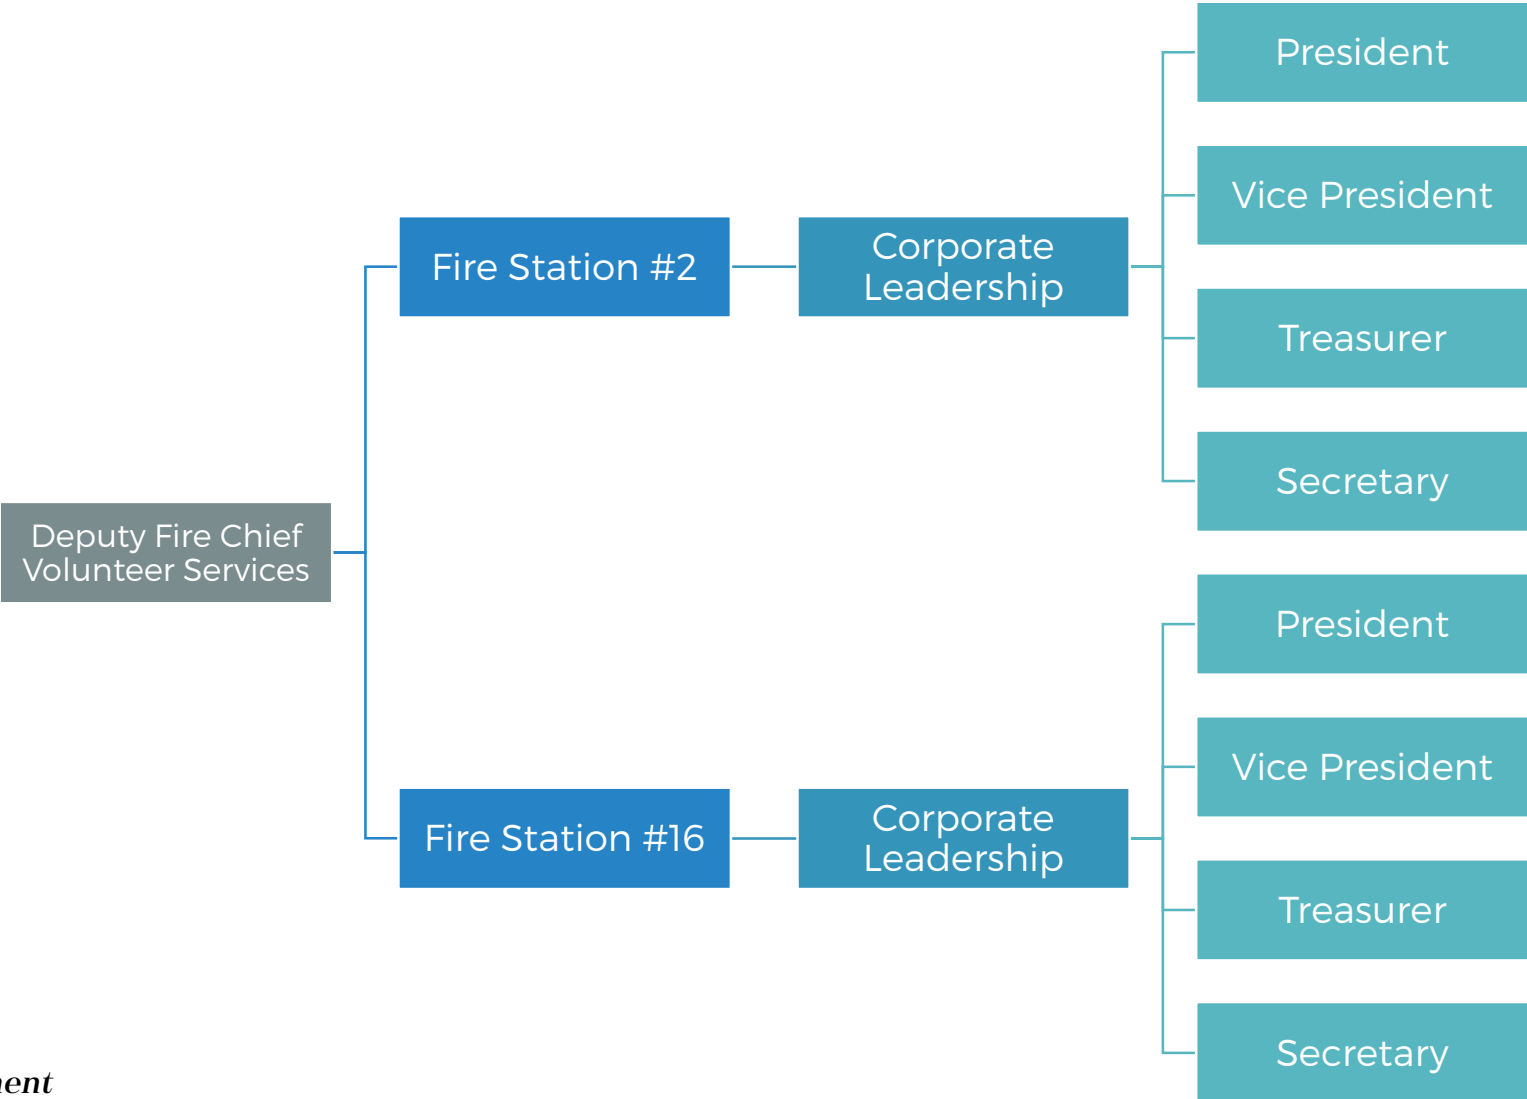 President
Vice President
Fire Station #2
Corporate
Leadership
Treasurer
Secretary
Deputy Fire Chief
Volunteer Services
President
Vice President
Fire Station #16
Corporate
Leadership
Treasurer
Secretary